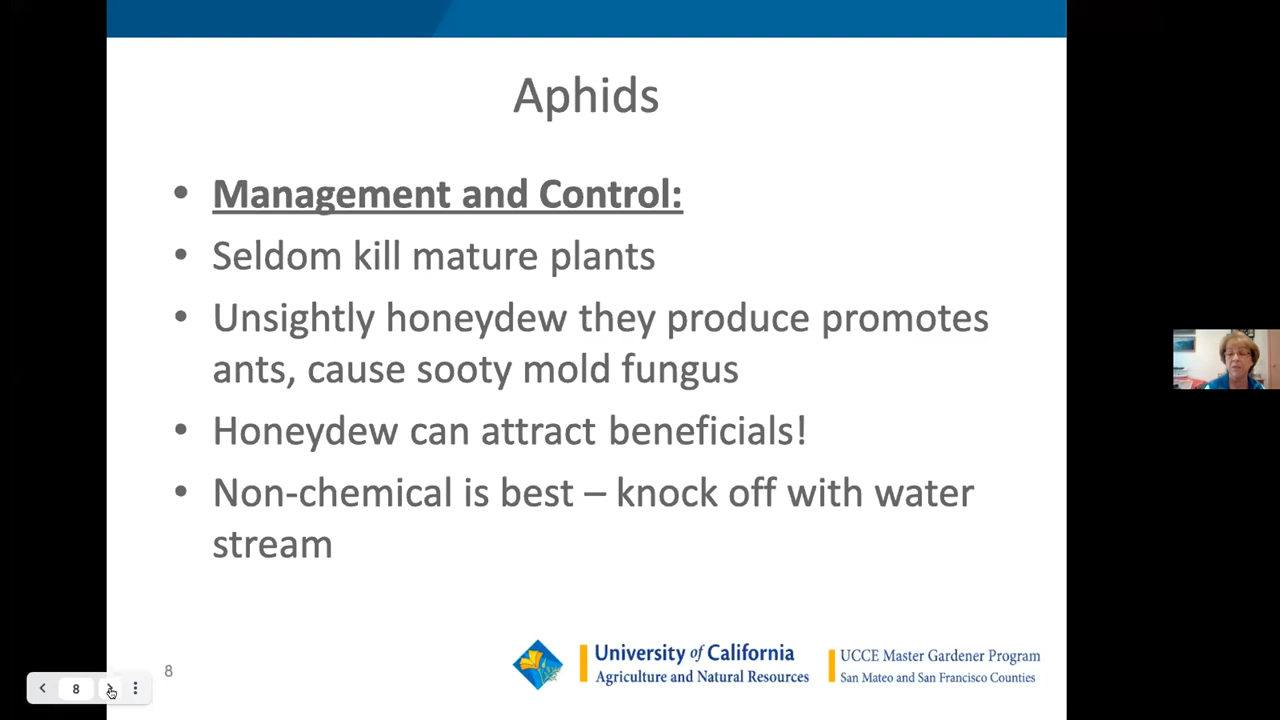 Aphids
• Management and Control:
• Seldom kill mature plants
• Unsightly honeydew they produce promotes
ants, cause sooty mold fungus
• Honeydew can attract beneficials!
• Non-chemical is best – knock off with water
stream
8
University of California
Agriculture and Natural Resources
UCCE Master Gardener Program
San Mateo and San Francisco Counties
8